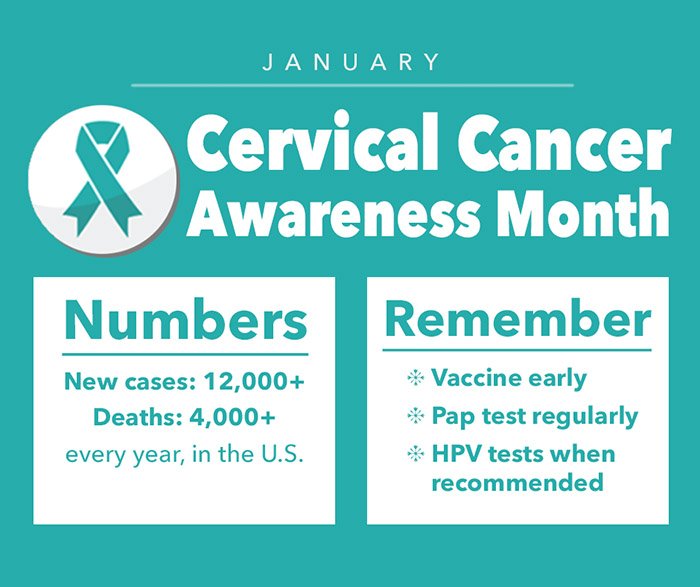 JANUARY
Cervical Cancer
Awareness Month
Numbers
New cases: 12,000+
Deaths: 4,000+
every year, in the U.S.
Remember
Vaccine early
Pap test regularly
HPV tests when
recommended